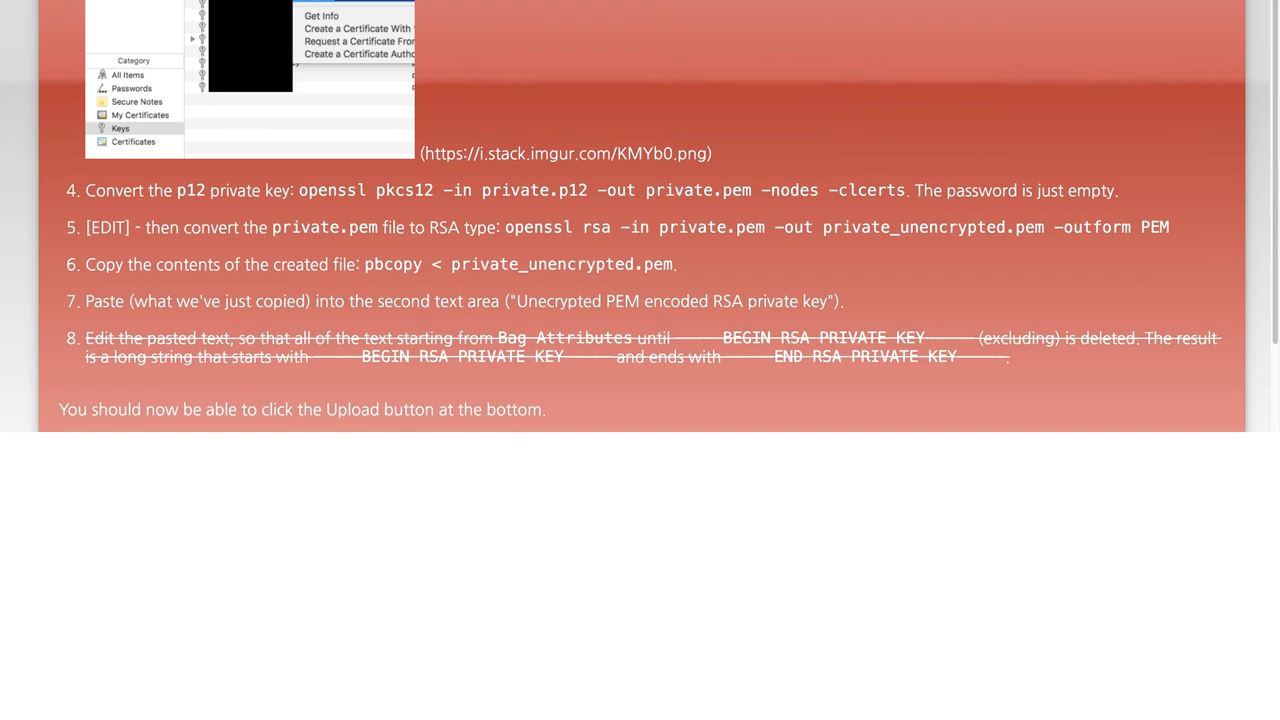 Get Info
Create a Certificate With
Request a Certificate Fro
Create a Certificate Autho
Category
All Items
Passwords
Secure Notes
My Certificates
Keys
Certificates
(https://i.stack.imgur.com/KMYb0.png)
4. Convert the p12 private key: openssl pkcs12 -in private.p12 -out private.pem -nodes -clcerts. The password is just empty.
5. [EDIT] - then convert the private.pem file to RSA type: openssl rsa -in private.pem -out private_unencrypted.pem -outform PEM
6. Copy the contents of the created file: pbcopy < private_unencrypted.pem.
7. Paste (what we've just copied) into the second text area ("Unecrypted PEM encoded RSA private key").
8. Edit the pasted text, so that all of the text starting from Bag Attributes until -----BEGIN RSA PRIVATE KEY----- (excluding) is deleted. The result
is a long string that starts with -----BEGIN RSA PRIVATE KEY----- and ends with -----END RSA PRIVATE KEY-----.
You should now be able to click the Upload button at the bottom.